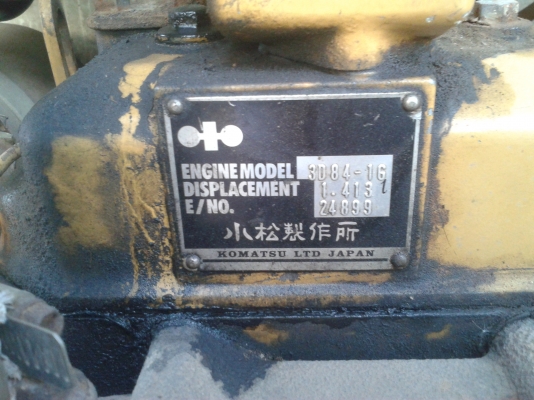 ENGINE MODEL 3D84-1G
DISPLACEMENT 1.413 l
E/NO. 24899
小松製作所
KOMATSU LTD JAPAN